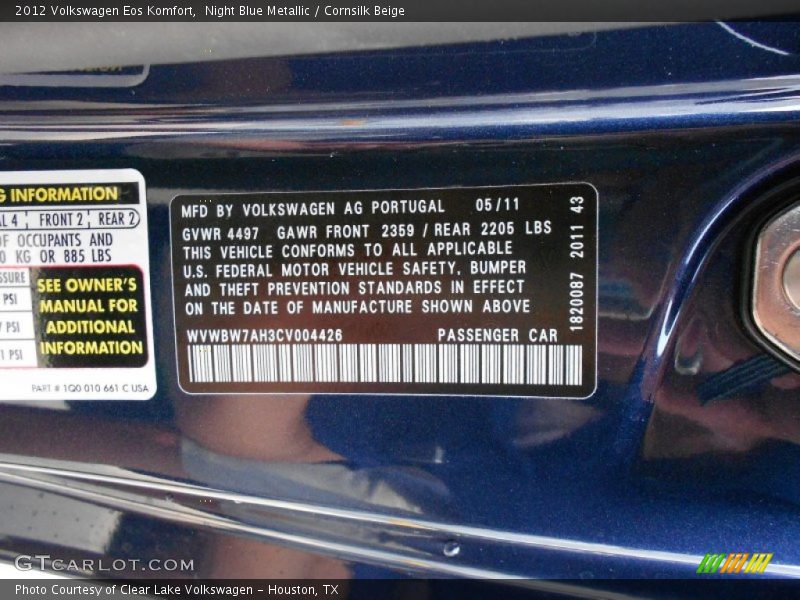 2012 Volkswagen Eos Komfort, Night Blue Metallic / Cornsilk Beige
G INFORMATION
AL 4 FRONT 2 REAR 2
OF OCCUPANTS AND
0 KG OR 885 LBS
SSURE
PSI
PSI
1 PSI
SEE OWNER'S
MANUAL FOR
ADDITIONAL
INFORMATION
PART # 1Q0 010 661 C USA
MFD BY VOLKSWAGEN AG PORTUGAL 05/11
GVWR 4497 GAWR FRONT 2359 / REAR 2205 LBS
THIS VEHICLE CONFORMS TO ALL APPLICABLE
U.S. FEDERAL MOTOR VEHICLE SAFETY, BUMPER
AND THEFT PREVENTION STANDARDS IN EFFECT
ON THE DATE OF MANUFACTURE SHOWN ABOVE
WVWBW7AH3CV004426 PASSENGER CAR
1820087 2011 43
GTCARLOT.COM
Photo Courtesy of Clear Lake Volkswagen - Houston, TX